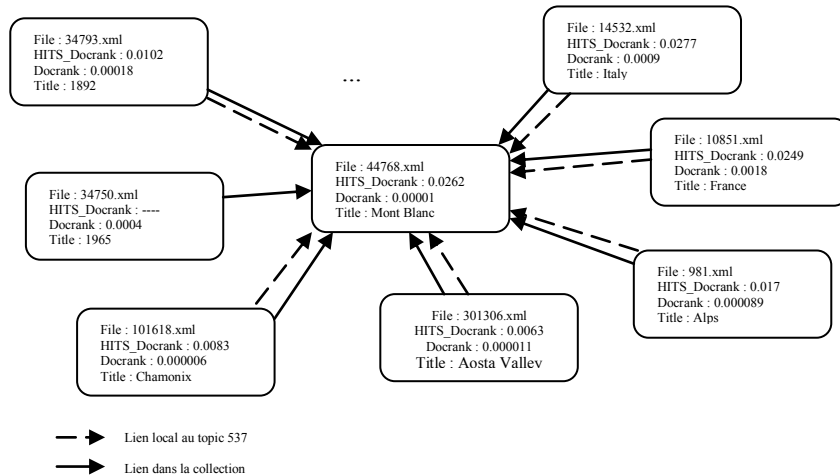 File : 34793.xml
HITS_Docrank : 0.0102
Docrank : 0.00018
Title : 1892
...
File : 14532.xml
HITS_Docrank : 0.0277
Docrank : 0.0009
Title : Italy
File : 10851.xml
HITS_Docrank : 0.0249
Docrank : 0.0018
Title : France
File : 44768.xml
HITS_Docrank : 0.0262
Docrank : 0.00001
Title : Mont Blanc
File : 34750.xml
HITS_Docrank : ----
Docrank : 0.0004
Title : 1965
File : 981.xml
HITS_Docrank : 0.017
Docrank : 0.000089
Title : Alps
File : 101618.xml
HITS_Docrank : 0.0083
Docrank : 0.000006
Title : Chamonix
File : 301306.xml
HITS_Docrank : 0.0063
Docrank : 0.000011
Title : Aosta Valley
Lien local au topic 537
Lien dans la collection